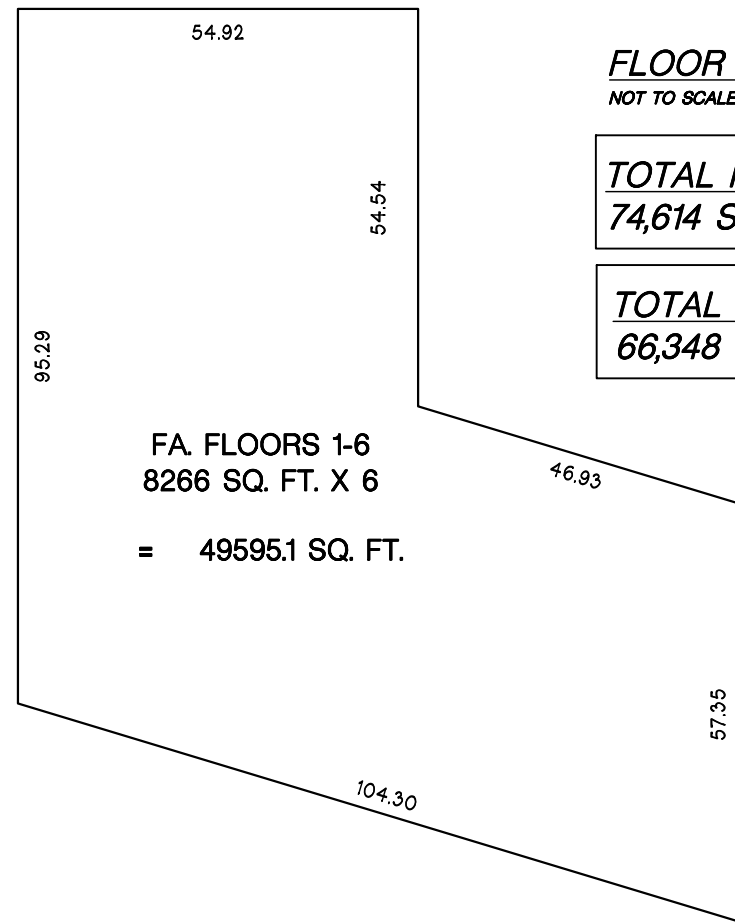 54.92
FLOOR
NOT TO SCALE
54.54
TOTAL
74,614
95.29
TOTAL
66,348
FA. FLOORS 1-6
8266 SQ. FT. X 6
46.93
= 49595.1 SQ. FT.
57.35
104.30